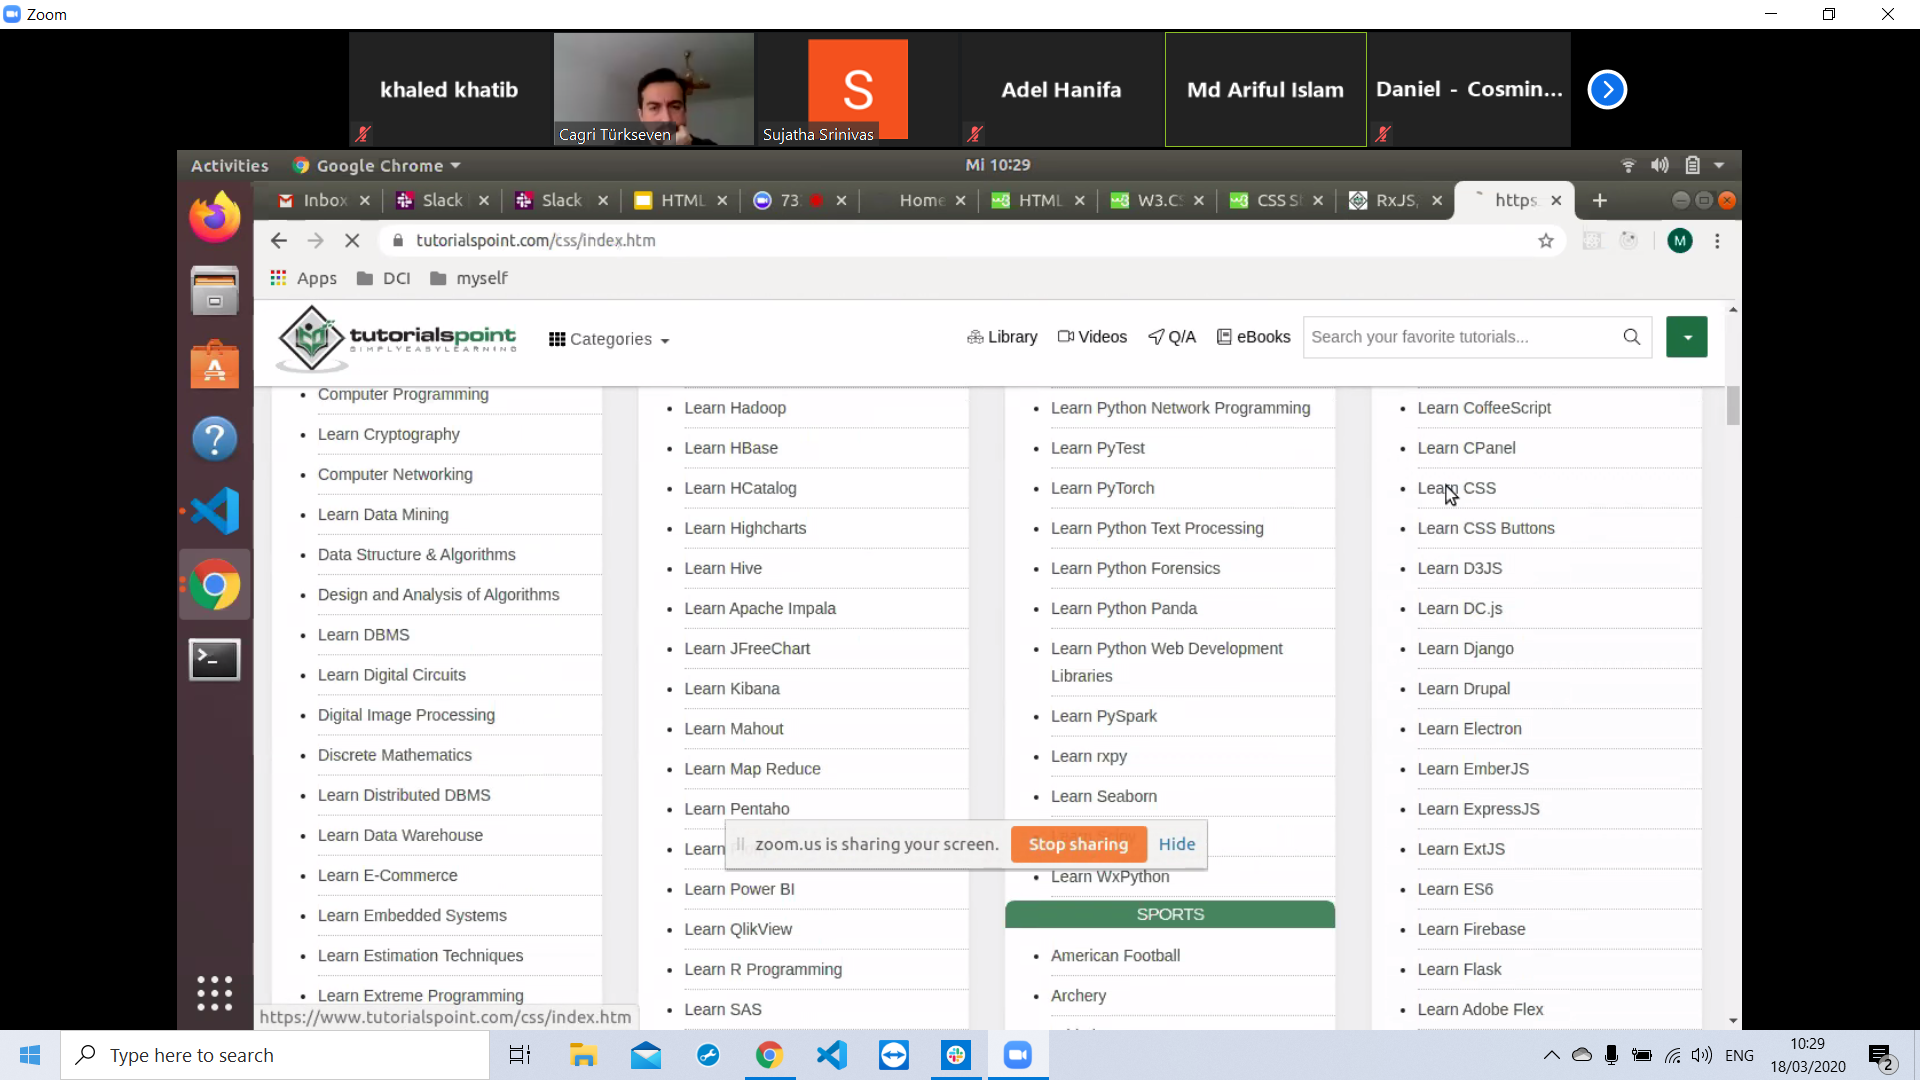 Zoom
khaled khatib
Cagri Türkseven
S
Sujatha Srinivas
Adel Hanifa
Md Ariful Islam
Daniel - Cosmin...
Activities
Google Chrome
Mi 10:29
Inbox
Slack
Slack
HTML
73
Home
HTML
W3.C
CSS S
RxJS,
https:
tutorialspoint.com/css/index.htm
M
Apps
DCI
myself
tutorialspoint
SIMPLYEASYLEARNING
Categories
Library
Videos
Q/A
eBooks
Search your favorite tutorials...
Computer Programming
Learn Cryptography
Computer Networking
Learn Data Mining
Data Structure & Algorithms
Design and Analysis of Algorithms
Learn DBMS
Learn Digital Circuits
Digital Image Processing
Discrete Mathematics
Learn Distributed DBMS
Learn Data Warehouse
Learn E-Commerce
Learn Embedded Systems
Learn Estimation Techniques
Learn Extreme Programming
Learn Hadoop
Learn HBase
Learn HCatalog
Learn Highcharts
Learn Hive
Learn Apache Impala
Learn JFreeChart
Learn Kibana
Learn Mahout
Learn Map Reduce
Learn Pentaho
Learn
Learn Power BI
Learn QlikView
Learn R Programming
Learn SAS
Learn Python Network Programming
Learn PyTest
Learn PyTorch
Learn Python Text Processing
Learn Python Forensics
Learn Python Panda
Learn Python Web Development
Libraries
Learn PySpark
Learn rxpy
Learn Seaborn
Learn WxPython
SPORTS
American Football
Archery
Learn CoffeeScript
Learn CPanel
Learn CSS
Learn CSS Buttons
Learn D3JS
Learn DC.js
Learn Django
Learn Drupal
Learn Electron
Learn EmberJS
Learn ExpressJS
Learn ExtJS
Learn ES6
Learn Firebase
Learn Flask
Learn Adobe Flex
zoom.us is sharing your screen.
Stop sharing
Hide
https://www.tutorialspoint.com/css/index.htm
Type here to search
ENG
10:29
18/03/2020
2